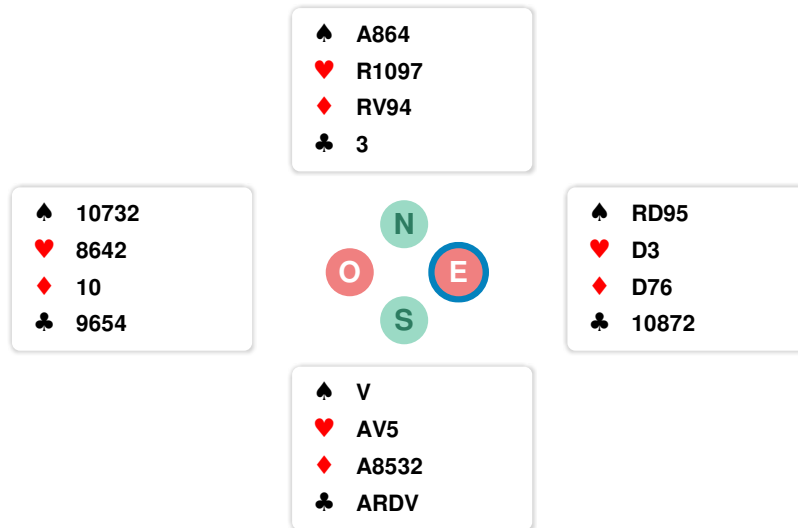 ♠ A864
♥ R1097
♦ RV94
♣ 3
♠ 10732
♥ 8642
♦ 10
♣ 9654
N
O E
S
♠ RD95
♥ D3
♦ D76
♣ 10872
♠ V
♥ AV5
♦ A8532
♣ ARDV